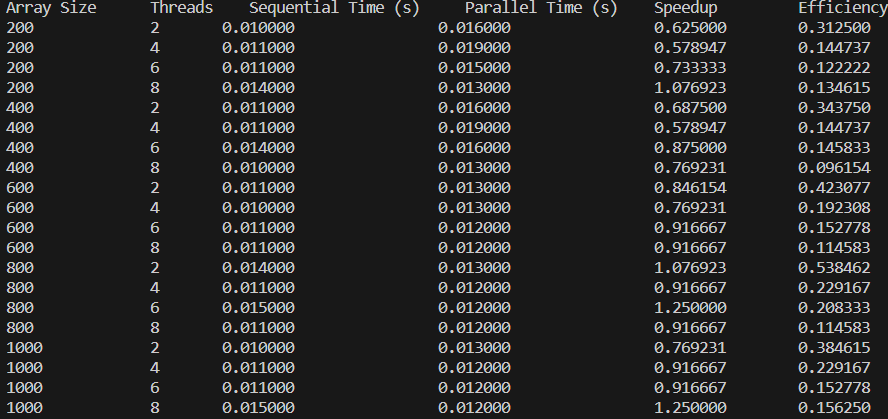 Array Size Threads Sequential Time (s) Parallel Time (s) Speedup Efficiency
200 2 0.010000 0.016000 0.625000 0.312500
200 4 0.011000 0.019000 0.578947 0.144737
200 6 0.011000 0.015000 0.733333 0.122222
200 8 0.014000 0.013000 1.076923 0.134615
400 2 0.011000 0.016000 0.687500 0.343750
400 4 0.011000 0.019000 0.578947 0.144737
400 6 0.014000 0.016000 0.875000 0.145833
400 8 0.010000 0.013000 0.769231 0.096154
600 2 0.011000 0.013000 0.846154 0.423077
600 4 0.010000 0.013000 0.769231 0.192308
600 6 0.011000 0.012000 0.916667 0.152778
600 8 0.011000 0.012000 0.916667 0.114583
800 2 0.014000 0.013000 1.076923 0.538462
800 4 0.011000 0.012000 0.916667 0.229167
800 6 0.015000 0.012000 1.250000 0.208333
800 8 0.011000 0.012000 0.916667 0.114583
1000 2 0.010000 0.013000 0.769231 0.384615
1000 4 0.011000 0.012000 0.916667 0.229167
1000 6 0.011000 0.012000 0.916667 0.152778
1000 8 0.015000 0.012000 1.250000 0.156250